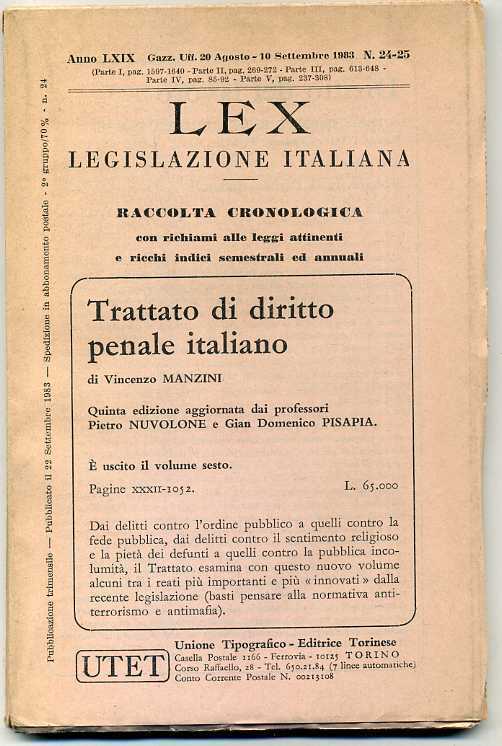 Anno LXIX Gazz. Uff. 20 Agosto - 10 Settembre 1983 N. 24-25
(Parte I, pag. 1597-1640 - Parte II, pag. 269-272 - Parte III, pag. 613-648 -
Parte IV, pag. 85-92 - Parte V, pag. 237-308)
LEX
LEGISLAZIONE ITALIANA
RACCOLTA CRONOLOGICA
con richiami alle leggi attinenti
e ricchi indici semestrali ed annuali
Trattato di diritto
penale italiano
di Vincenzo MANZINI
Quinta edizione aggiornata dai professori
Pietro NUVOLONE e Gian Domenico PISAPIA.
È uscito il volume sesto.
Pagine XXXII-1052. L. 65.000
Dai delitti contro l'ordine pubblico a quelli contro la
fede pubblica, dai delitti contro il sentimento religioso
e la pietà dei defunti a quelli contro la pubblica inco-
lumità, il Trattato esamina con questo nuovo volume
alcuni tra i reati più importanti e più « innovati » dalla
recente legislazione (basti pensare alla normativa anti-
terrorismo e antimafia).
UTET
Unione Tipografico - Editrice Torinese
Casella Postale 1166 - Ferrovia - 10125 TORINO
Corso Raffaello, 28 - Tel. 650.21.84 (7 linee automatiche)
Conto Corrente Postale N. 00213108
Pubblicazione trimensile — Pubblicato il 22 Settembre 1983 — Spedizione in abbonamento postale - 2º gruppo/70 % - n. 24